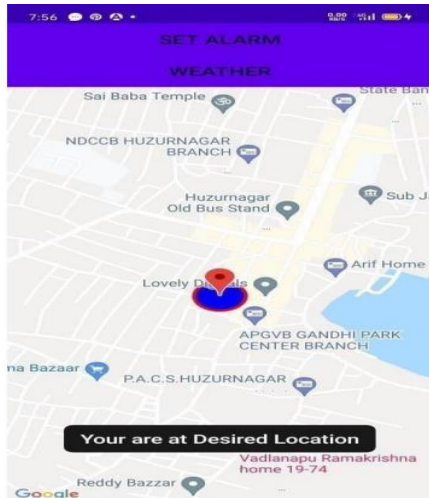 7:56
SET ALARM
WEATHER
Sai Baba Temple
State Ban
NDCCB HUZURNAGAR
BRANCH
Huzurnagar
Old Bus Stand
Sub J
Arif Home
Lovely
APGVB GANDHI PARK
CENTER BRANCH
na Bazaar
P.A.C.S.HUZURNAGAR
Your are at Desired Location
Vadlanapu Ramakrishna
home 19-74
Reddy Bazzar
Google